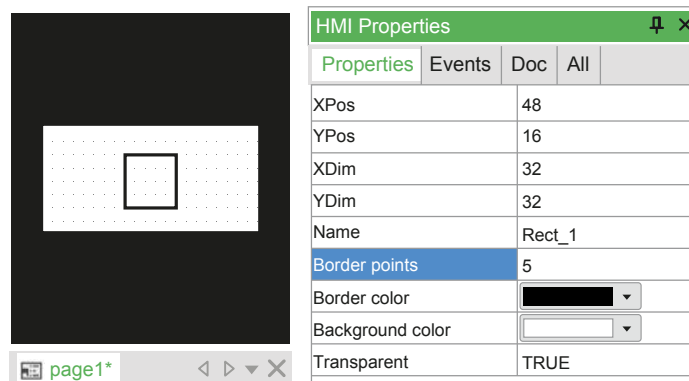 HMI Properties
Properties Events Doc All
XPos 48
YPos 16
XDim 32
YDim 32
Name Rect_1
Border points 5
Border color
Background color
Transparent TRUE
page1*